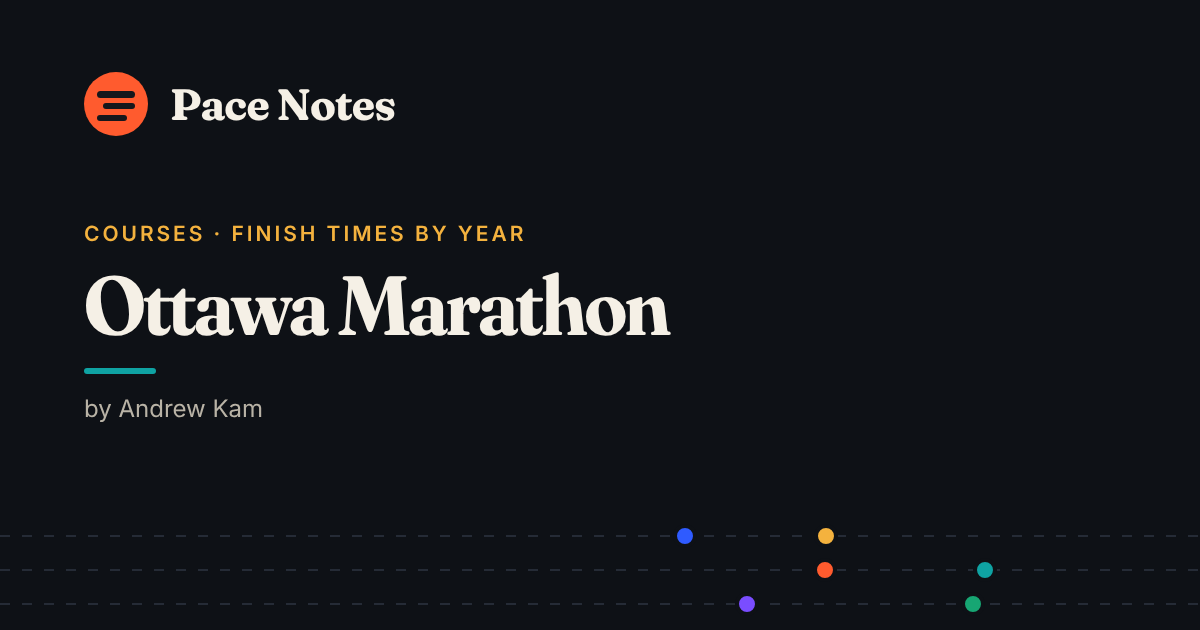 Pace Notes
COURSES · FINISH TIMES BY YEAR
Ottawa Marathon
by Andrew Kam